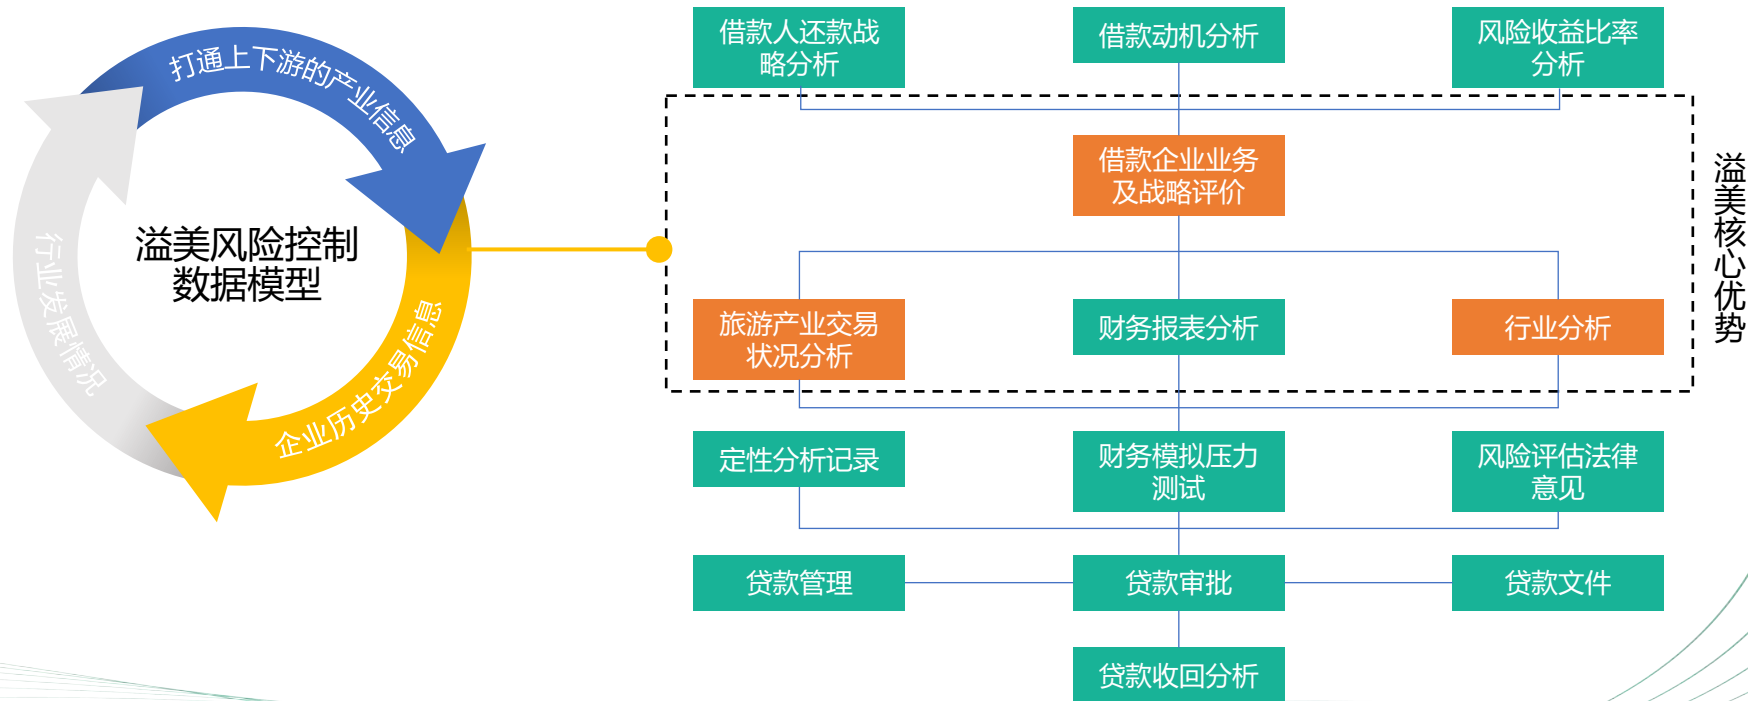 打通上下游的产业信息
溢美风险控制
数据模型
行业发展情况
企业历史交易信息
借款人还款战
略分析
借款动机分析
风险收益比率
分析
借款企业业务
及战略评价
旅游产业交易
状况分析
财务报表分析
行业分析
溢美核心优势
定性分析记录
财务模拟压力
测试
风险评估法律
意见
贷款管理
贷款审批
贷款文件
贷款收回分析